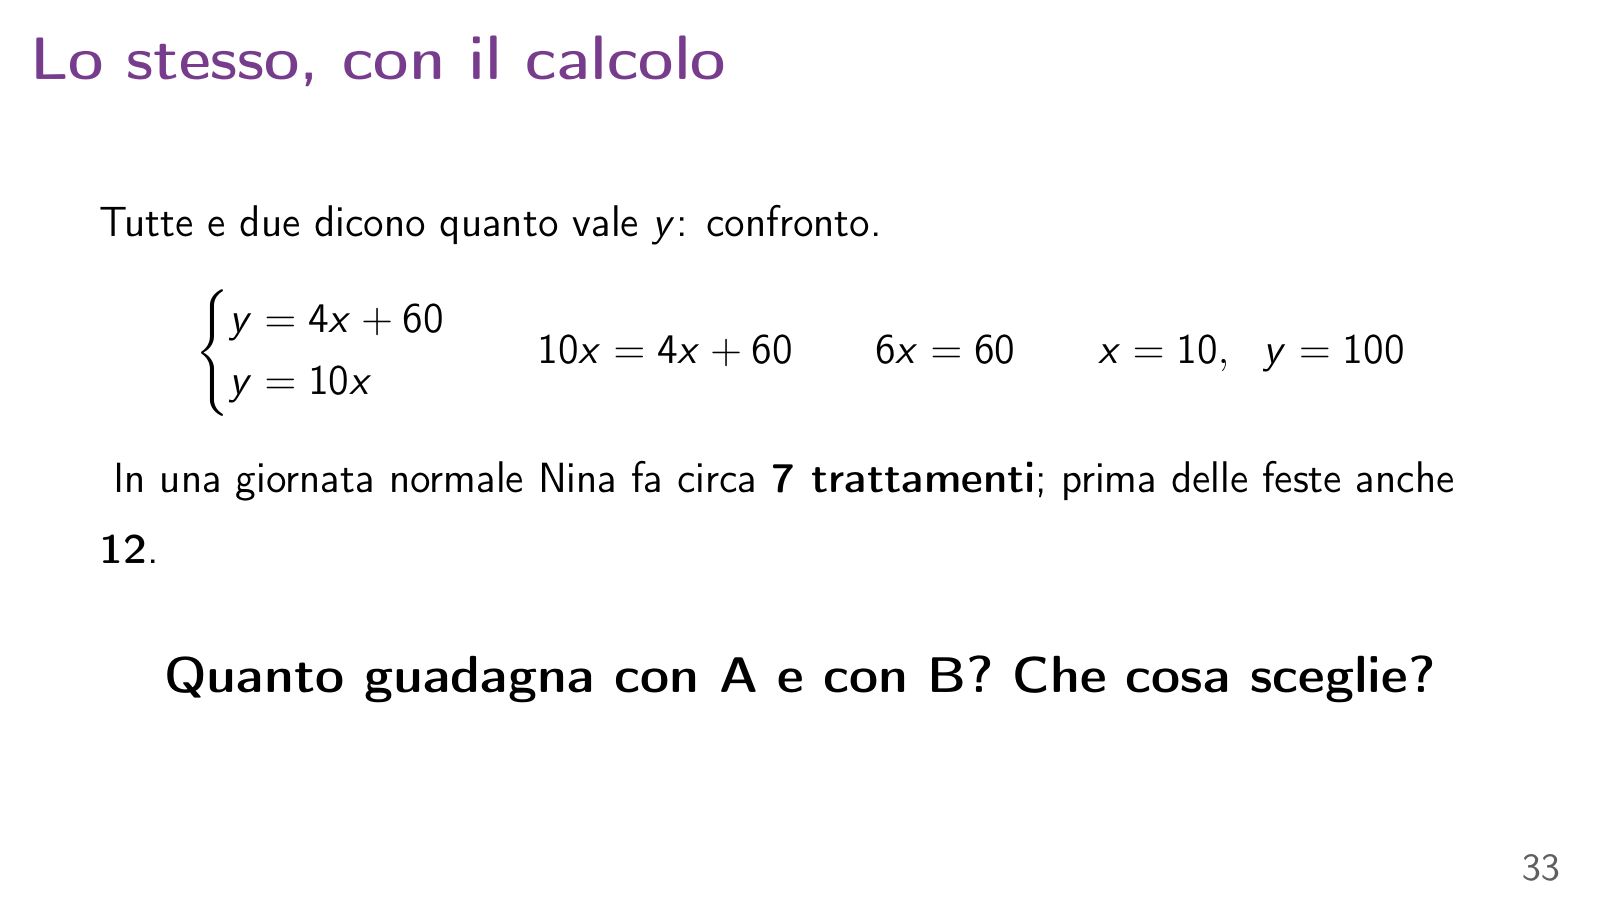 Lo stesso, con il calcolo
Tutte e due dicono quanto vale y: confronto.
{ y = 4x + 60
y = 10x
10x = 4x + 60 6x = 60 x = 10, y = 100
In una giornata normale Nina fa circa 7 trattamenti; prima delle feste anche
12.
Quanto guadagna con A e con B? Che cosa sceglie?
33